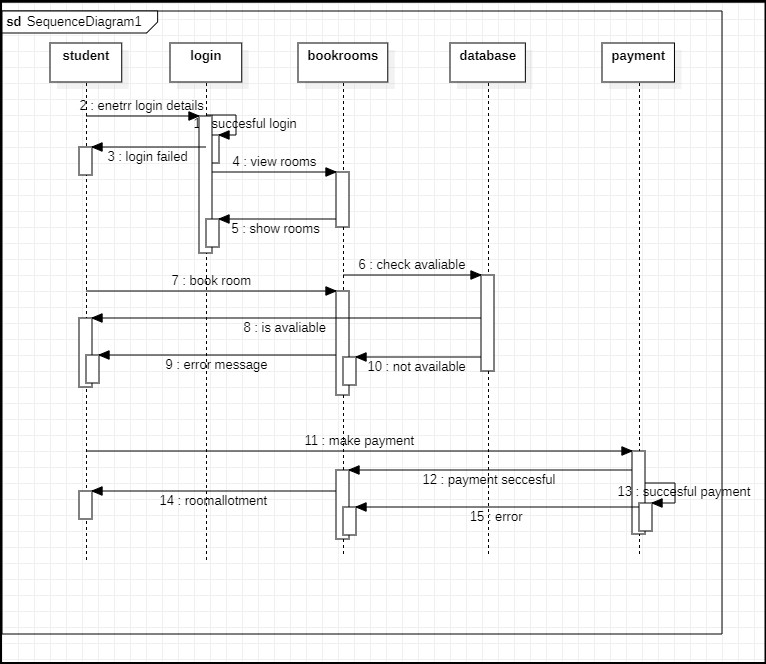 sd SequenceDiagram1
student
login
bookrooms
database
payment
2 : enetrr login details
1 : succesful login
3 : login failed
4 : view rooms
5 : show rooms
6 : check avaliable
7 : book room
8 : is avaliable
9 : error message
10 : not available
11 : make payment
12 : payment seccesful
13 : succesful payment
14 : roomallotment
15 : error